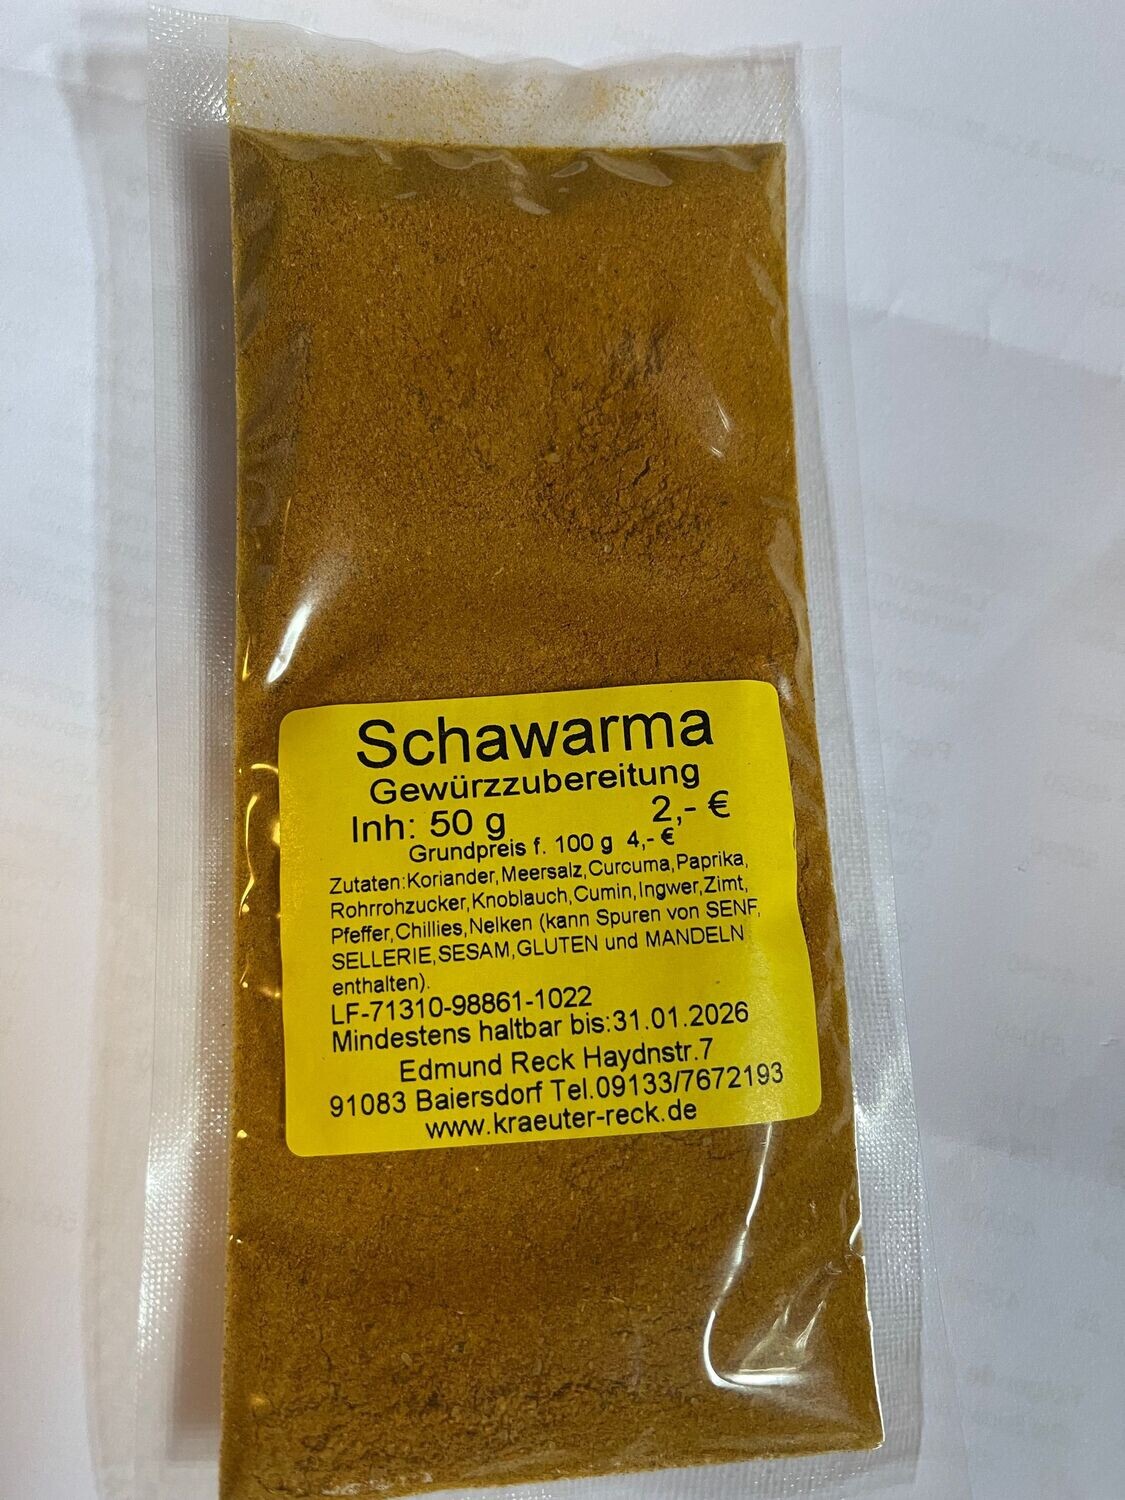 Schawarma
Gewürzzubereitung
Inh: 50 g 2,- €
Grundpreis f. 100 g 4,- €
Zutaten:Koriander,Meersalz,Curcuma,Paprika,
Rohrrohzucker,Knoblauch,Cumin,Ingwer,Zimt,
Pfeffer,Chillies,Nelken (kann Spuren von SENF,
SELLERIE,SESAM,GLUTEN und MANDELN
enthalten).
LF-71310-98861-1022
Mindestens haltbar bis:31.01.2026
Edmund Reck Haydnstr.7
91083 Baiersdorf Tel.09133/7672193
www.kraeuter-reck.de